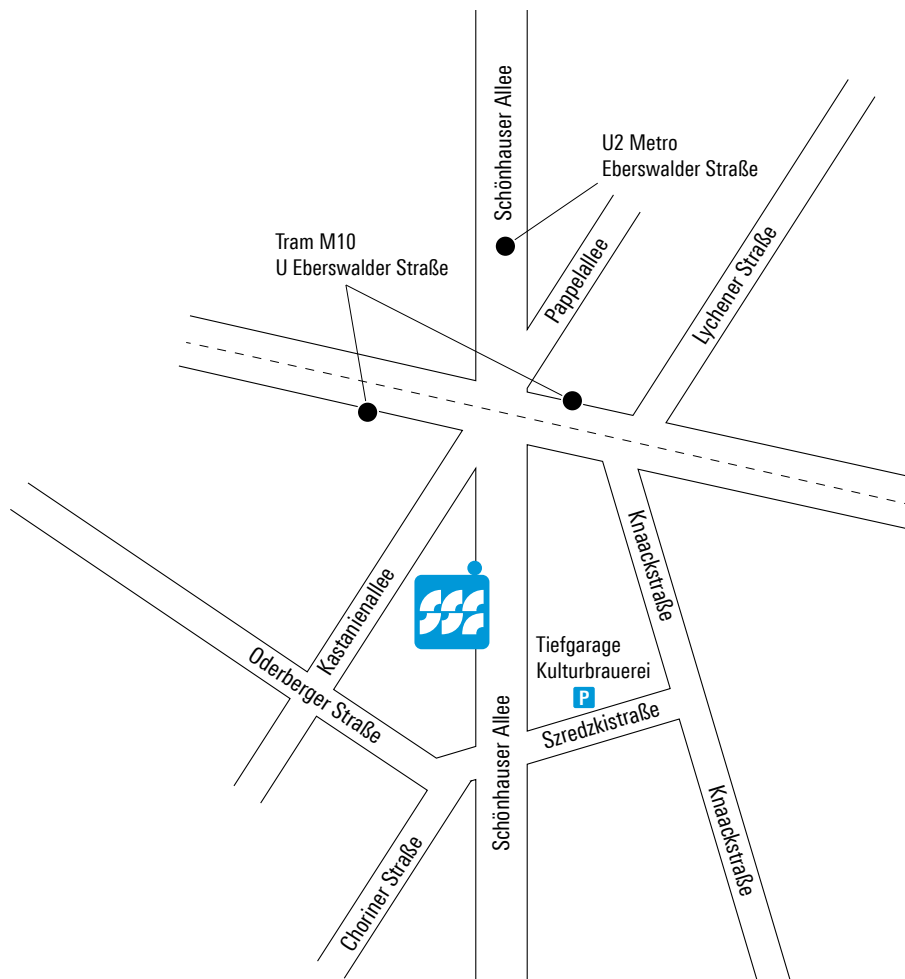 Schönhauser Allee
U2 Metro
Eberswalder Straße
Tram M10
U Eberswalder Straße
Pappelallee
Lychener Straße
Knaackstraße
Kastanienallee
Oderberger Straße
Tiefgarage
Kulturbrauerei
P
Szredzkistraße
Schönhauser Allee
Knaackstraße
Choriner Straße